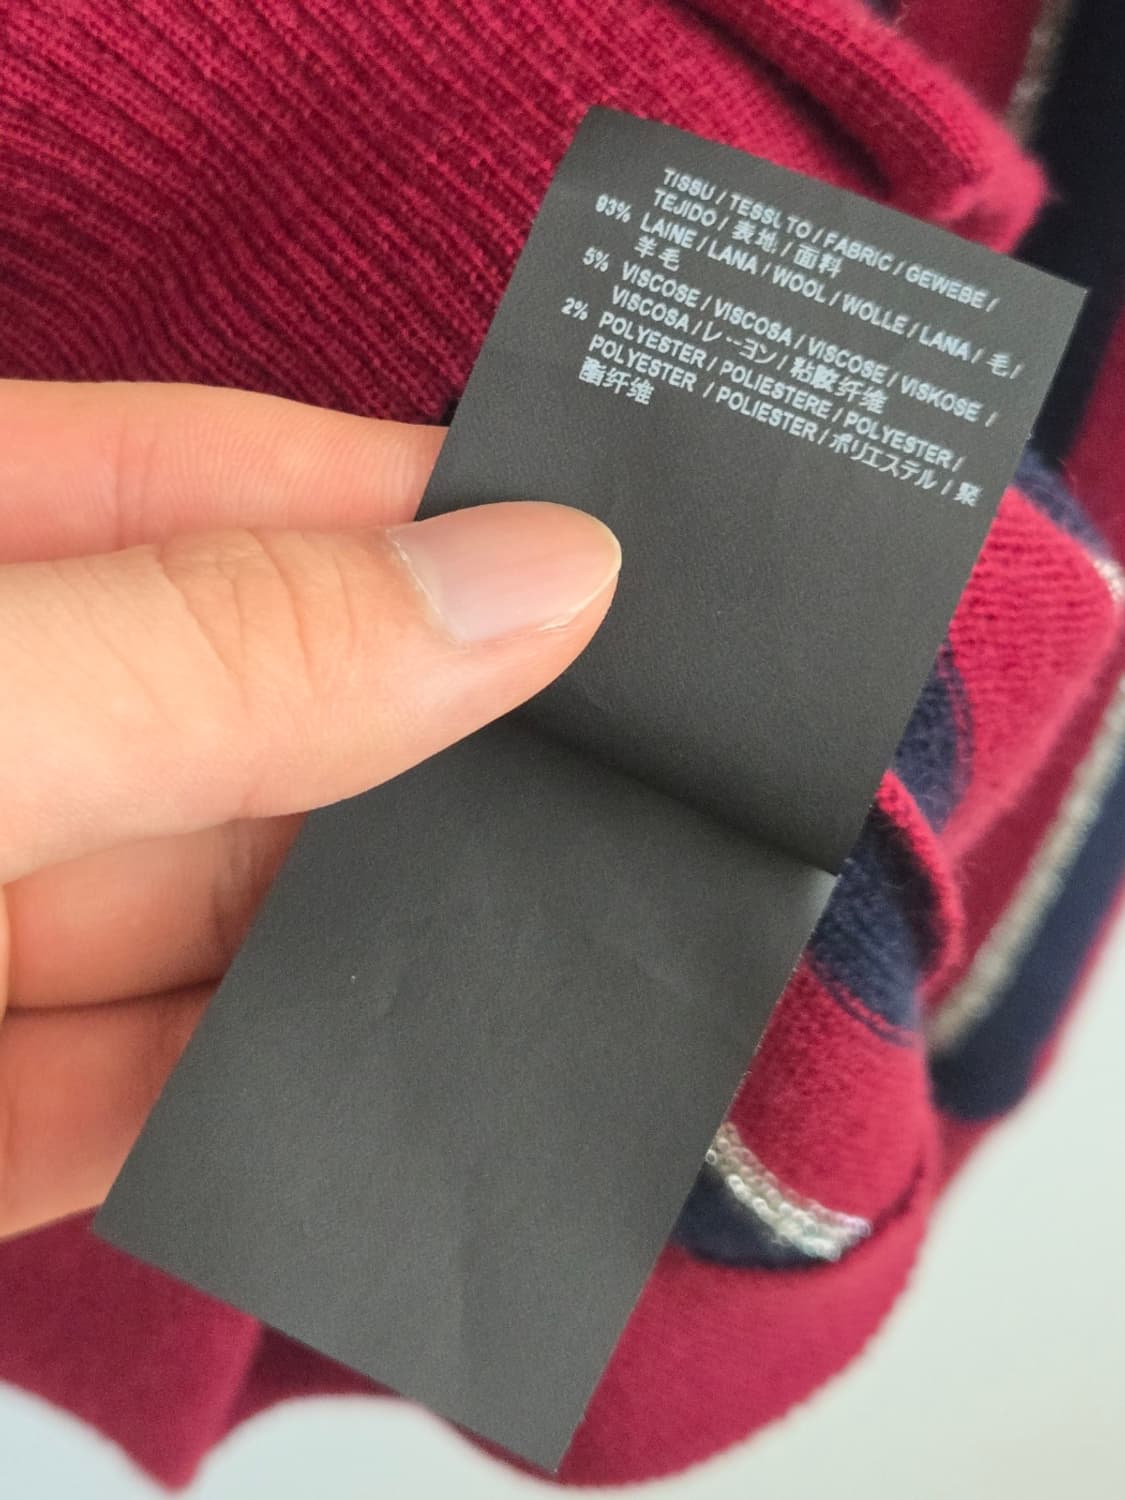 TISSU / TESSUTO / FABRIC / GEWEBE /
TEJIDO / 表地 / 面料
93% LAINE / LANA / WOOL / WOLLE / LANA / 毛 /
羊毛
5% VISCOSE / VISCOSA / VISCOSE / VISKOSE /
VISCOSA / レーヨン / 粘胶纤维
2% POLYESTER / POLIESTERE / POLYESTER /
POLYESTER / POLIESTER / ポリエステル / 聚
酯纤维